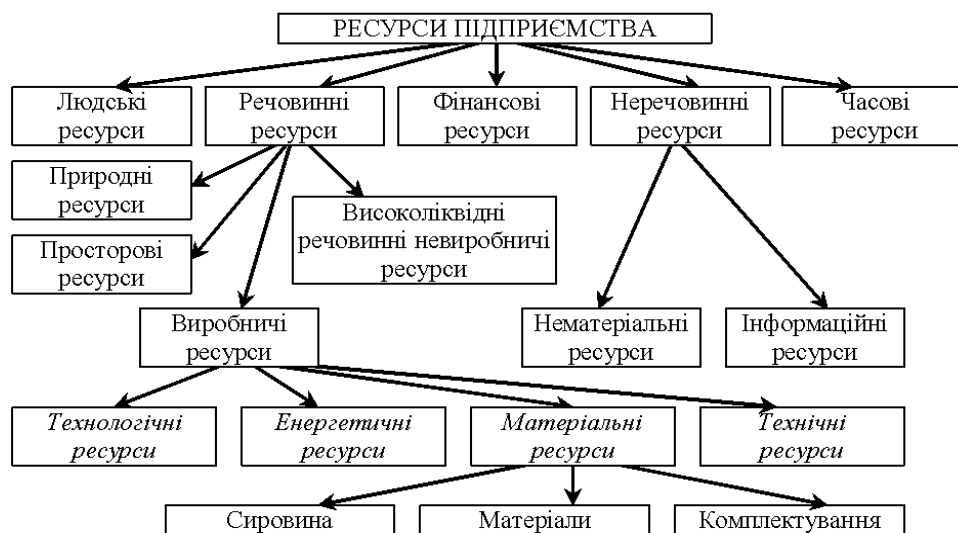 РЕСУРСИ ПІДПРИЄМСТВА
Людські
ресурси
Речовинні
ресурси
Фінансові
ресурси
Неречовинні
ресурси
Часові
ресурси
Природні
ресурси
Просторові
ресурси
Високоліквідні
речовинні невиробничі
ресурси
Виробничі
ресурси
Нематеріальні
ресурси
Інформаційні
ресурси
Технологічні
ресурси
Енергетичні
ресурси
Матеріальні
ресурси
Технічні
ресурси
Сировина
Матеріали
Комплектування